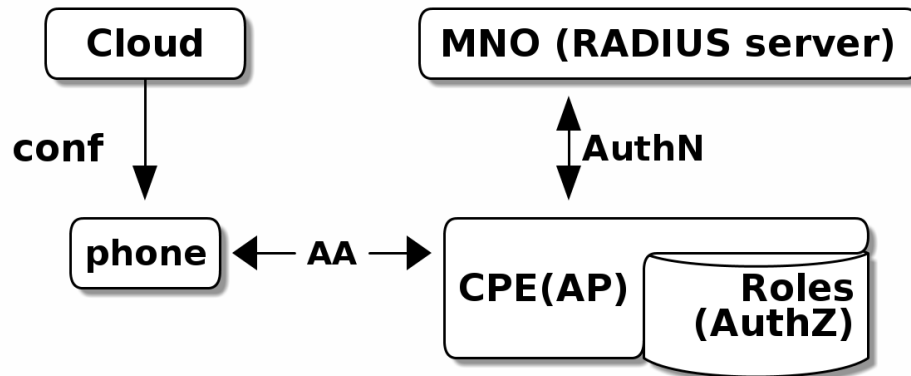 Cloud
MNO (RADIUS server)
conf
AuthN
phone
AA
CPE(AP)
Roles
(AuthZ)